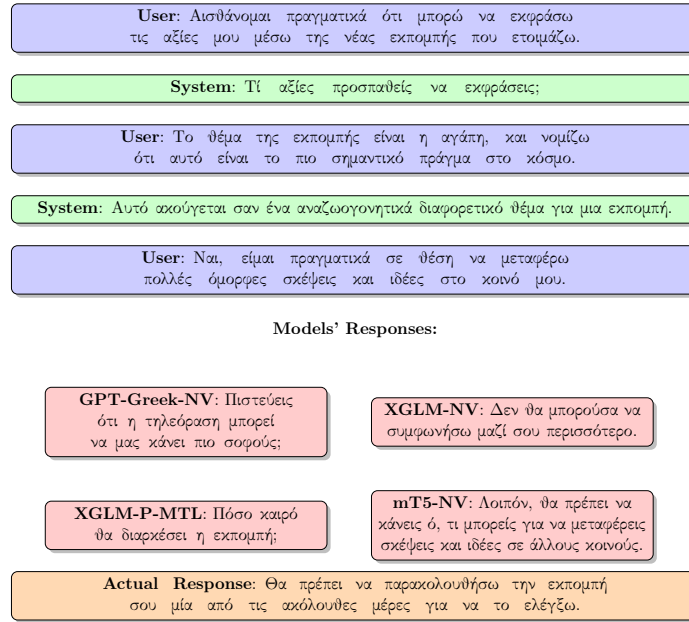 User: Αισθάνομαι πραγματικά ότι μπορώ να εκφράσω
τις αξίες μου μέσω της νέας εκπομπής που ετοιμάζω.
System: Τί αξίες προσπαθείς να εκφράσεις;
User: Το θέμα της εκπομπής είναι η αγάπη, και νομίζω
ότι αυτό είναι το πιο σημαντικό πράγμα στο κόσμο.
System: Αυτό ακούγεται σαν ένα αναζωογονητικά διαφορετικό θέμα για μια εκπομπή.
User: Ναι, είμαι πραγματικά σε θέση να μεταφέρω
πολλές όμορφες σκέψεις και ιδέες στο κοινό μου.
Models' Responses:
GPT-Greek-NV: Πιστεύεις
ότι η τηλεόραση μπορεί
να μας κάνει πιο σοφούς;
XGLM-NV: Δεν θα μπορούσα να
συμφωνήσω μαζί σου περισσότερο.
XGLM-P-MTL: Πόσο καιρό
θα διαρκέσει η εκπομπή;
mT5-NV: Λοιπόν, θα πρέπει να
κάνεις ό, τι μπορείς για να μεταφέρεις
σκέψεις και ιδέες σε άλλους κοινούς.
Actual Response: Θα πρέπει να παρακολουθήσω την εκπομπή
σου μία από τις ακόλουθες μέρες για να το ελέγξω.